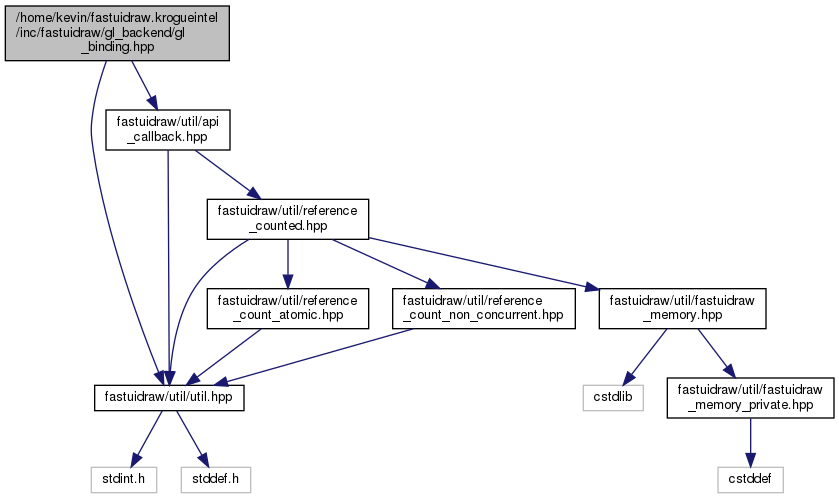 /home/kevin/fastuidraw.krogueintel
/inc/fastuidraw/gl_backend/gl
_binding.hpp
fastuidraw/util/api
_callback.hpp
fastuidraw/util/reference
_counted.hpp
fastuidraw/util/reference
_count_atomic.hpp
fastuidraw/util/reference
_count_non_concurrent.hpp
fastuidraw/util/fastuidraw
_memory.hpp
fastuidraw/util/util.hpp
cstdlib
fastuidraw/util/fastuidraw
_memory_private.hpp
stdint.h
stddef.h
cstddef